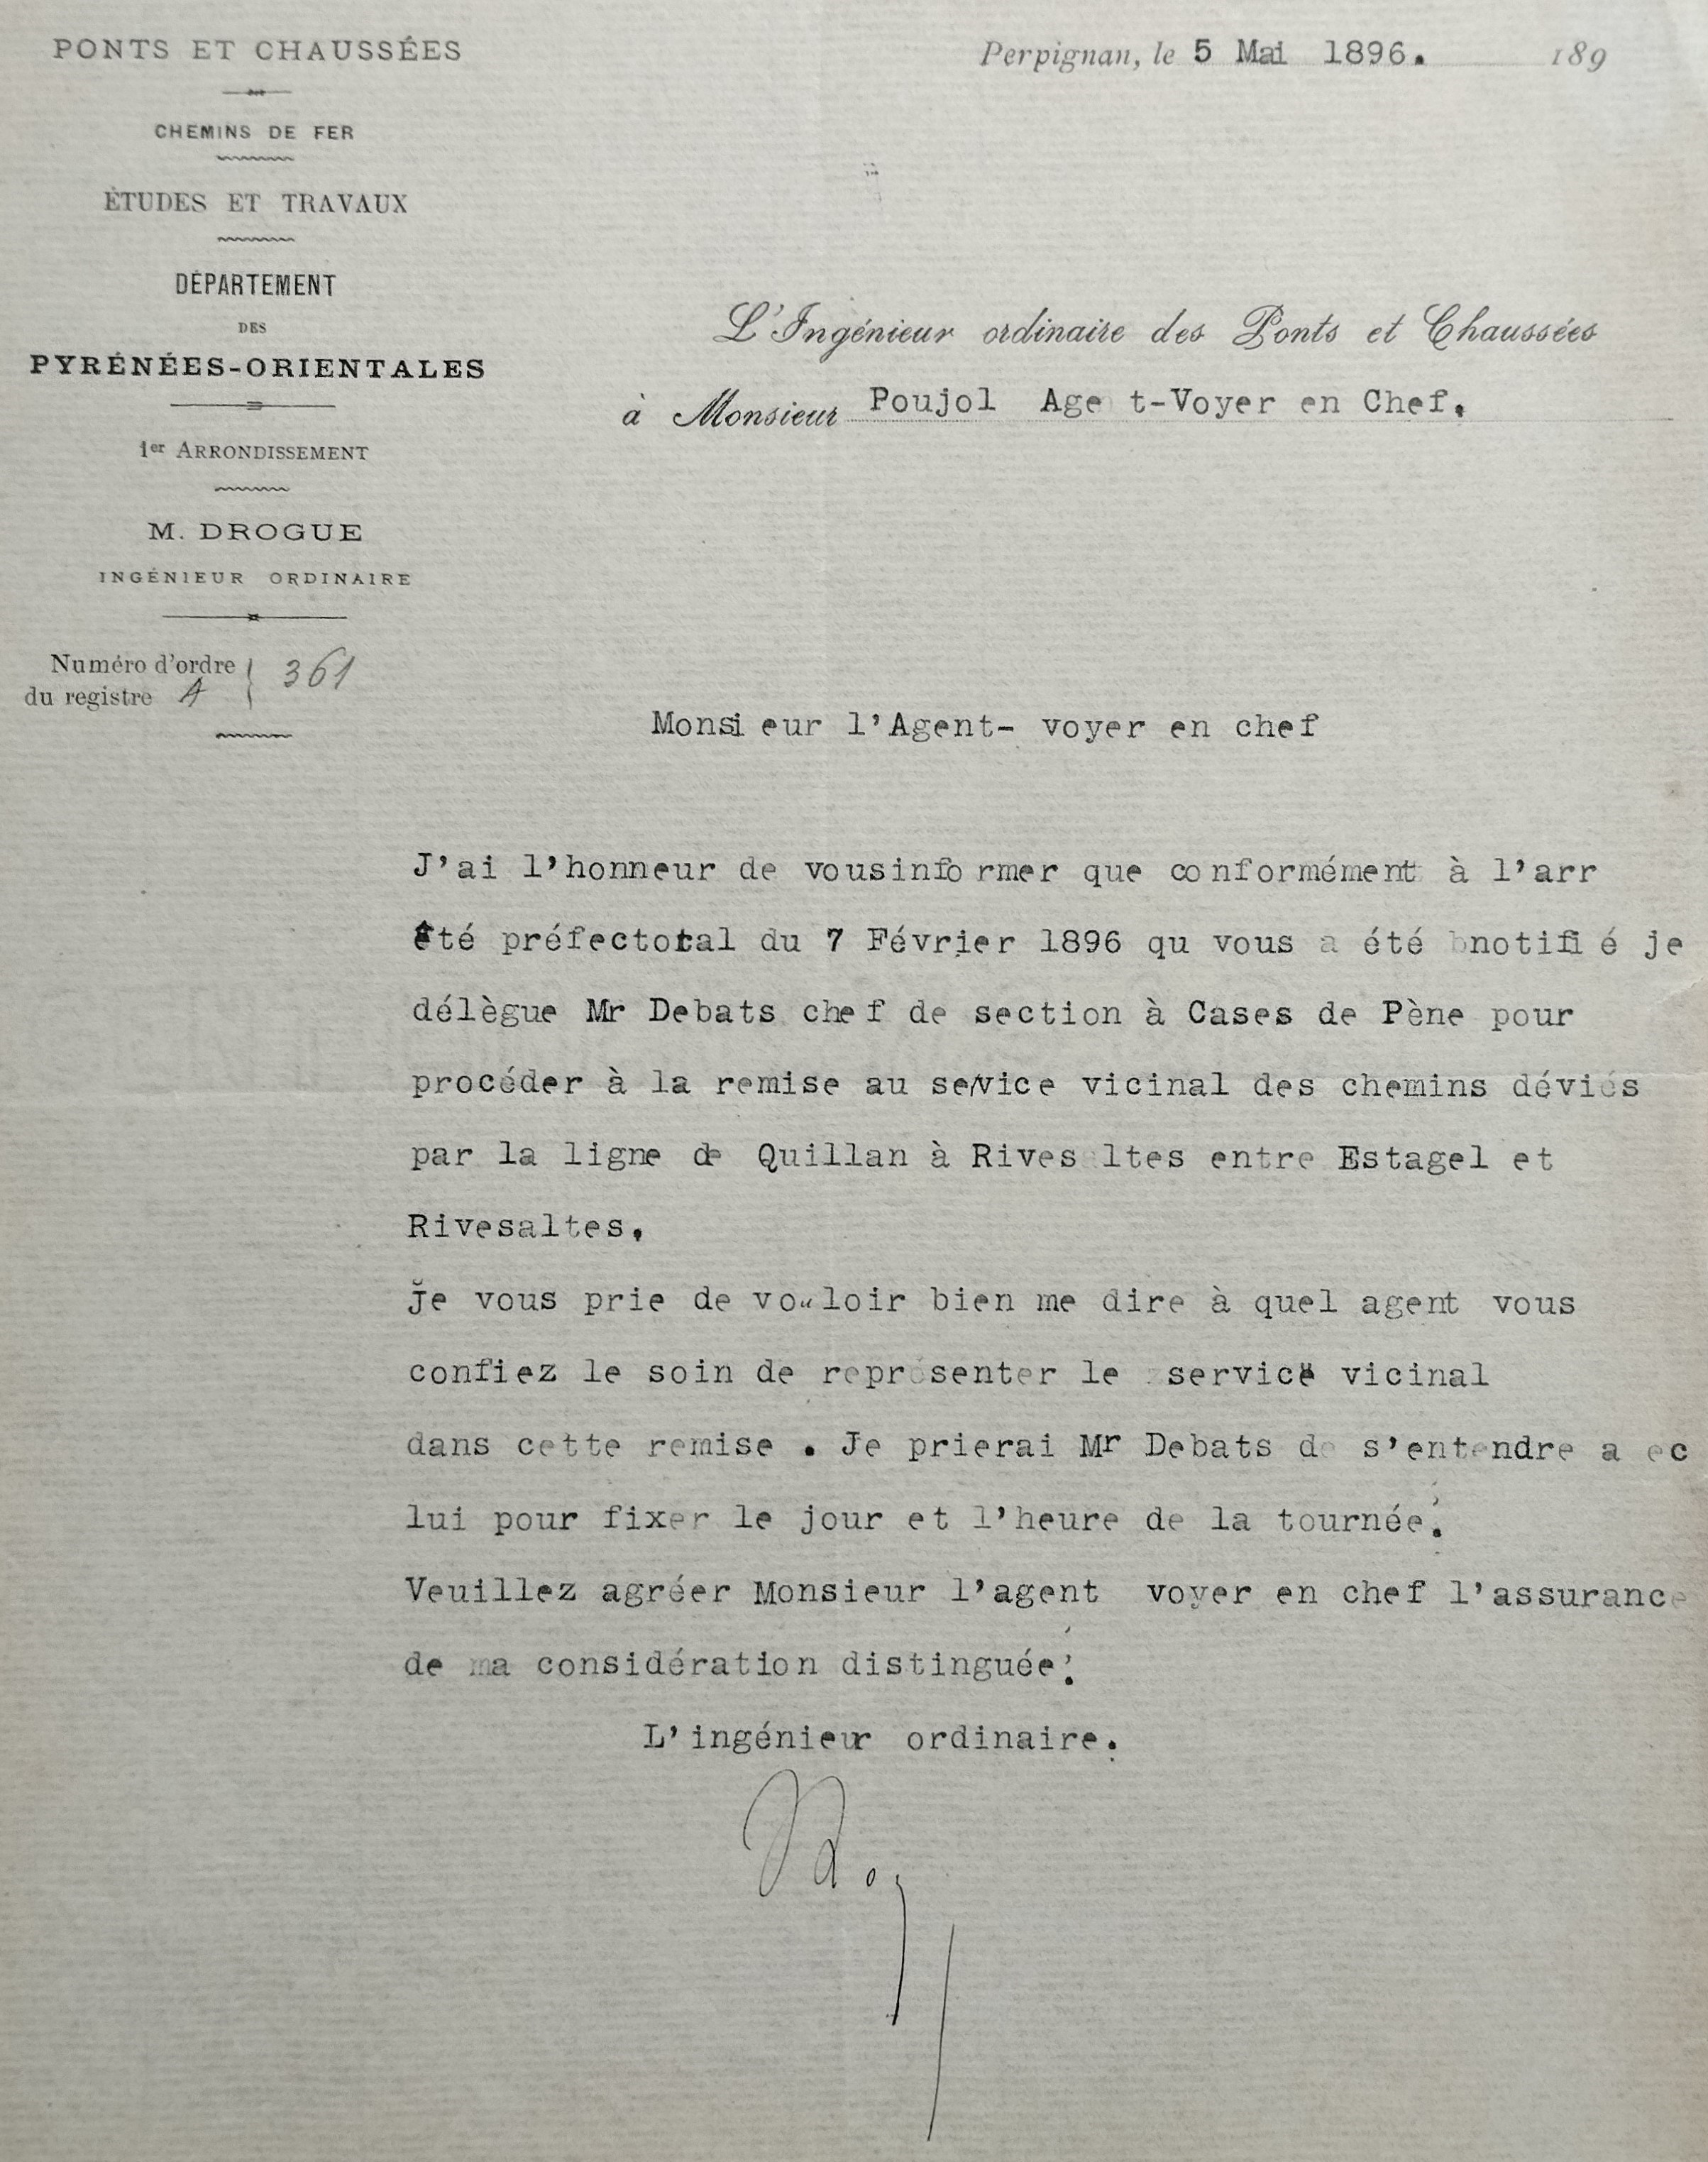 PONTS ET CHAUSSÉES
CHEMINS DE FER
ÉTUDES ET TRAVAUX
DÉPARTEMENT
DES
PYRÉNÉES-ORIENTALES
1er ARRONDISSEMENT
M. DROGUE
INGÉNIEUR ORDINAIRE
Numéro d'ordre
du registre A } 361
Perpignan, le 5 Mai 1896. 189
L'Ingénieur ordinaire des Ponts et Chaussées
à Monsieur Poujol Age t-Voyer en Chef.
Monsi eur l'Agent- voyer en chef
J'ai l'honneur de vousinfo rmer que co nformément à l'arr
êté préfectotal du 7 Février 1896 qu vous a été bnotifi é je
délègue Mr Debats chef de section à Cases de Pène pour
procéder à la remise au service vicinal des chemins déviés
par la ligne de Quillan à Rives ltes entre Estagel et
Rivesaltes.
Je vous prie de vouloir bien me dire à quel agent vous
confiez le soin de représenter le service vicinal
dans cette remise . Je prierai Mr Debats de s'entendre a ec
lui pour fixer le jour et l'heure de la tournée.
Veuillez agréer Monsieur l'agent voyer en chef l'assurance
de ma considération distinguée.
L'ingénieur ordinaire.